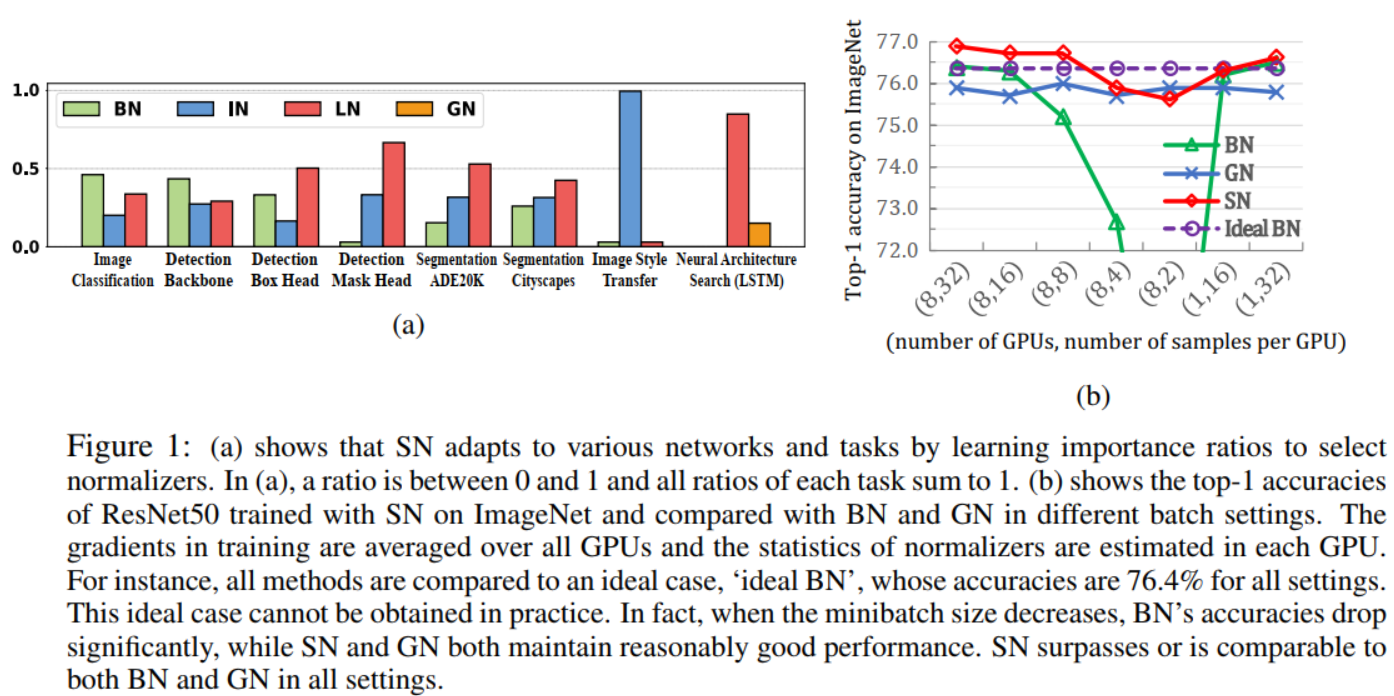 1.0
BN IN LN GN
0.5
0.0
Image Classification
Detection Backbone
Detection Box Head
Detection Mask Head
Segmentation ADE20K
Segmentation Cityscapes
Image Style Transfer
Neural Architecture Search (LSTM)
(a)
Top-1 accuracy on ImageNet
77.0
76.0
75.0
74.0
73.0
72.0
BN
GN
SN
Ideal BN
(8,32) (8,16) (8,8) (8,4) (8,2) (1,16) (1,32)
(number of GPUs, number of samples per GPU)
(b)
Figure 1: (a) shows that SN adapts to various networks and tasks by learning importance ratios to select
normalizers. In (a), a ratio is between 0 and 1 and all ratios of each task sum to 1. (b) shows the top-1 accuracies
of ResNet50 trained with SN on ImageNet and compared with BN and GN in different batch settings. The
gradients in training are averaged over all GPUs and the statistics of normalizers are estimated in each GPU.
For instance, all methods are compared to an ideal case, ‘ideal BN’, whose accuracies are 76.4% for all settings.
This ideal case cannot be obtained in practice. In fact, when the minibatch size decreases, BN’s accuracies drop
significantly, while SN and GN both maintain reasonably good performance. SN surpasses or is comparable to
both BN and GN in all settings.